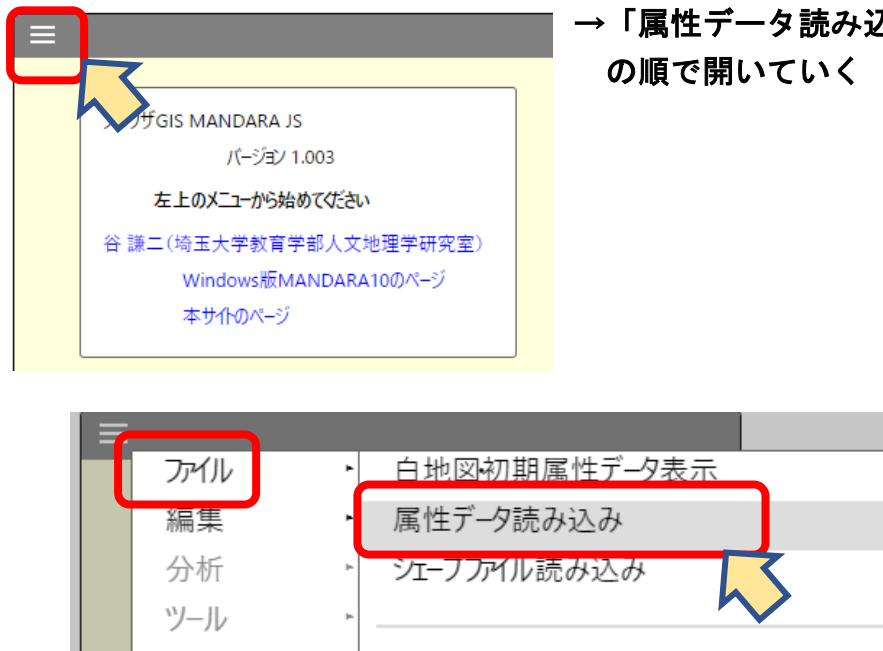 →「属性データ読み込
の順で開いていく
GIS MANDARA JS
バージョン 1.003
左上のメニューから始めてください
谷 謙二(埼玉大学教育学部人文地理学研究室)
Windows版MANDARA10のページ
本サイトのページ
ファイル
白地図・初期属性データ表示
編集
属性データ読み込み
分析
シェープファイル読み込み
ツール